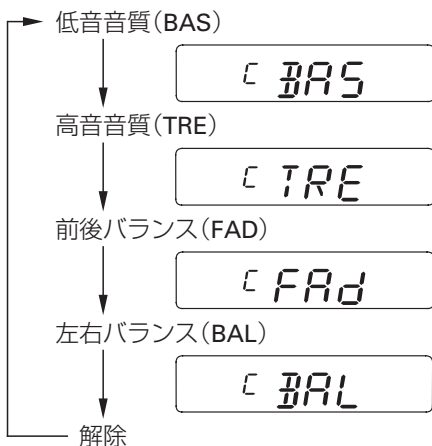 低音音質(BAS)
C BAS
高音音質(TRE)
C TRE
前後バランス(FAD)
C FAd
左右バランス(BAL)
C BAL
解除